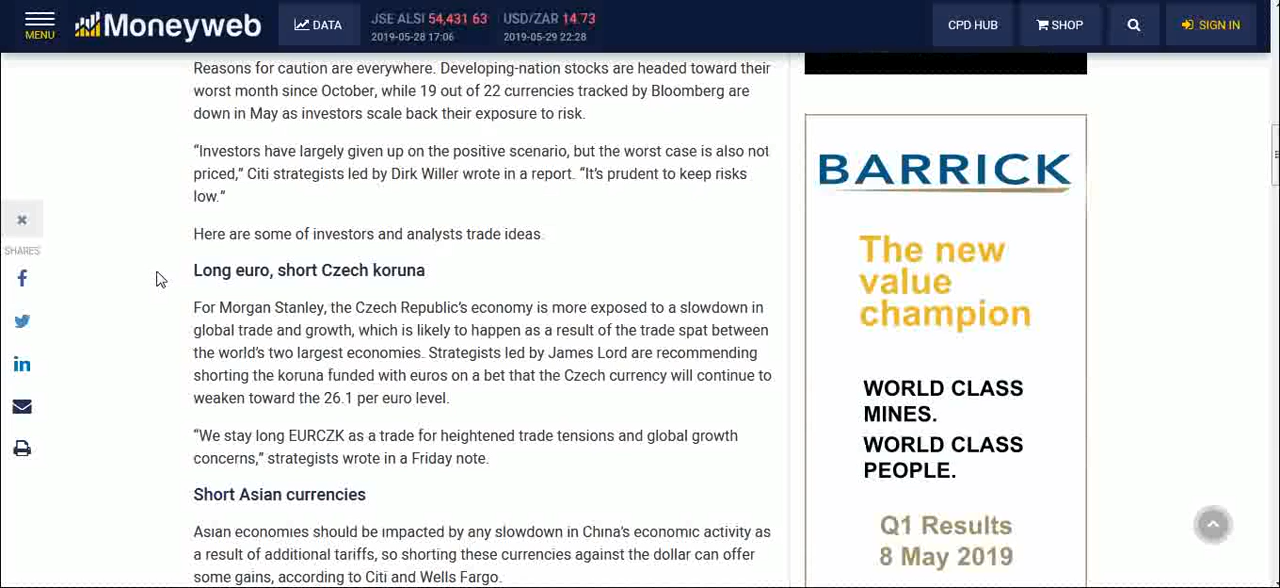 MENU
Moneyweb
DATA
JSE ALSI 54,431 63
2019-05-28 17:06
USD/ZAR 14.73
2019-05-29 22:28
CPD HUB
SHOP
SIGN IN
Reasons for caution are everywhere. Developing-nation stocks are headed toward their
worst month since October, while 19 out of 22 currencies tracked by Bloomberg are
down in May as investors scale back their exposure to risk.
“Investors have largely given up on the positive scenario, but the worst case is also not
priced,” Citi strategists led by Dirk Willer wrote in a report. “It’s prudent to keep risks
low.”
Here are some of investors and analysts trade ideas.
Long euro, short Czech koruna
For Morgan Stanley, the Czech Republic’s economy is more exposed to a slowdown in
global trade and growth, which is likely to happen as a result of the trade spat between
the world’s two largest economies. Strategists led by James Lord are recommending
shorting the koruna funded with euros on a bet that the Czech currency will continue to
weaken toward the 26.1 per euro level.
“We stay long EURCZK as a trade for heightened trade tensions and global growth
concerns,” strategists wrote in a Friday note.
Short Asian currencies
Asian economies should be impacted by any slowdown in China’s economic activity as
a result of additional tariffs, so shorting these currencies against the dollar can offer
some gains, according to Citi and Wells Fargo.
SHARES
BARRICK
The new
value
champion
WORLD CLASS
MINES.
WORLD CLASS
PEOPLE.
Q1 Results
8 May 2019